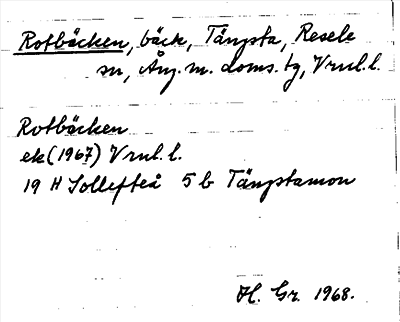 Rotbäcken, bäck, Tängsta, Resele
sn, Ång. m. doms. tg, Vrnl. l.
Rotbäcken
ek (1967) Vrnl. l.
19 H Sollefteå 5 b Tängstamon
H. Gr. 1968.